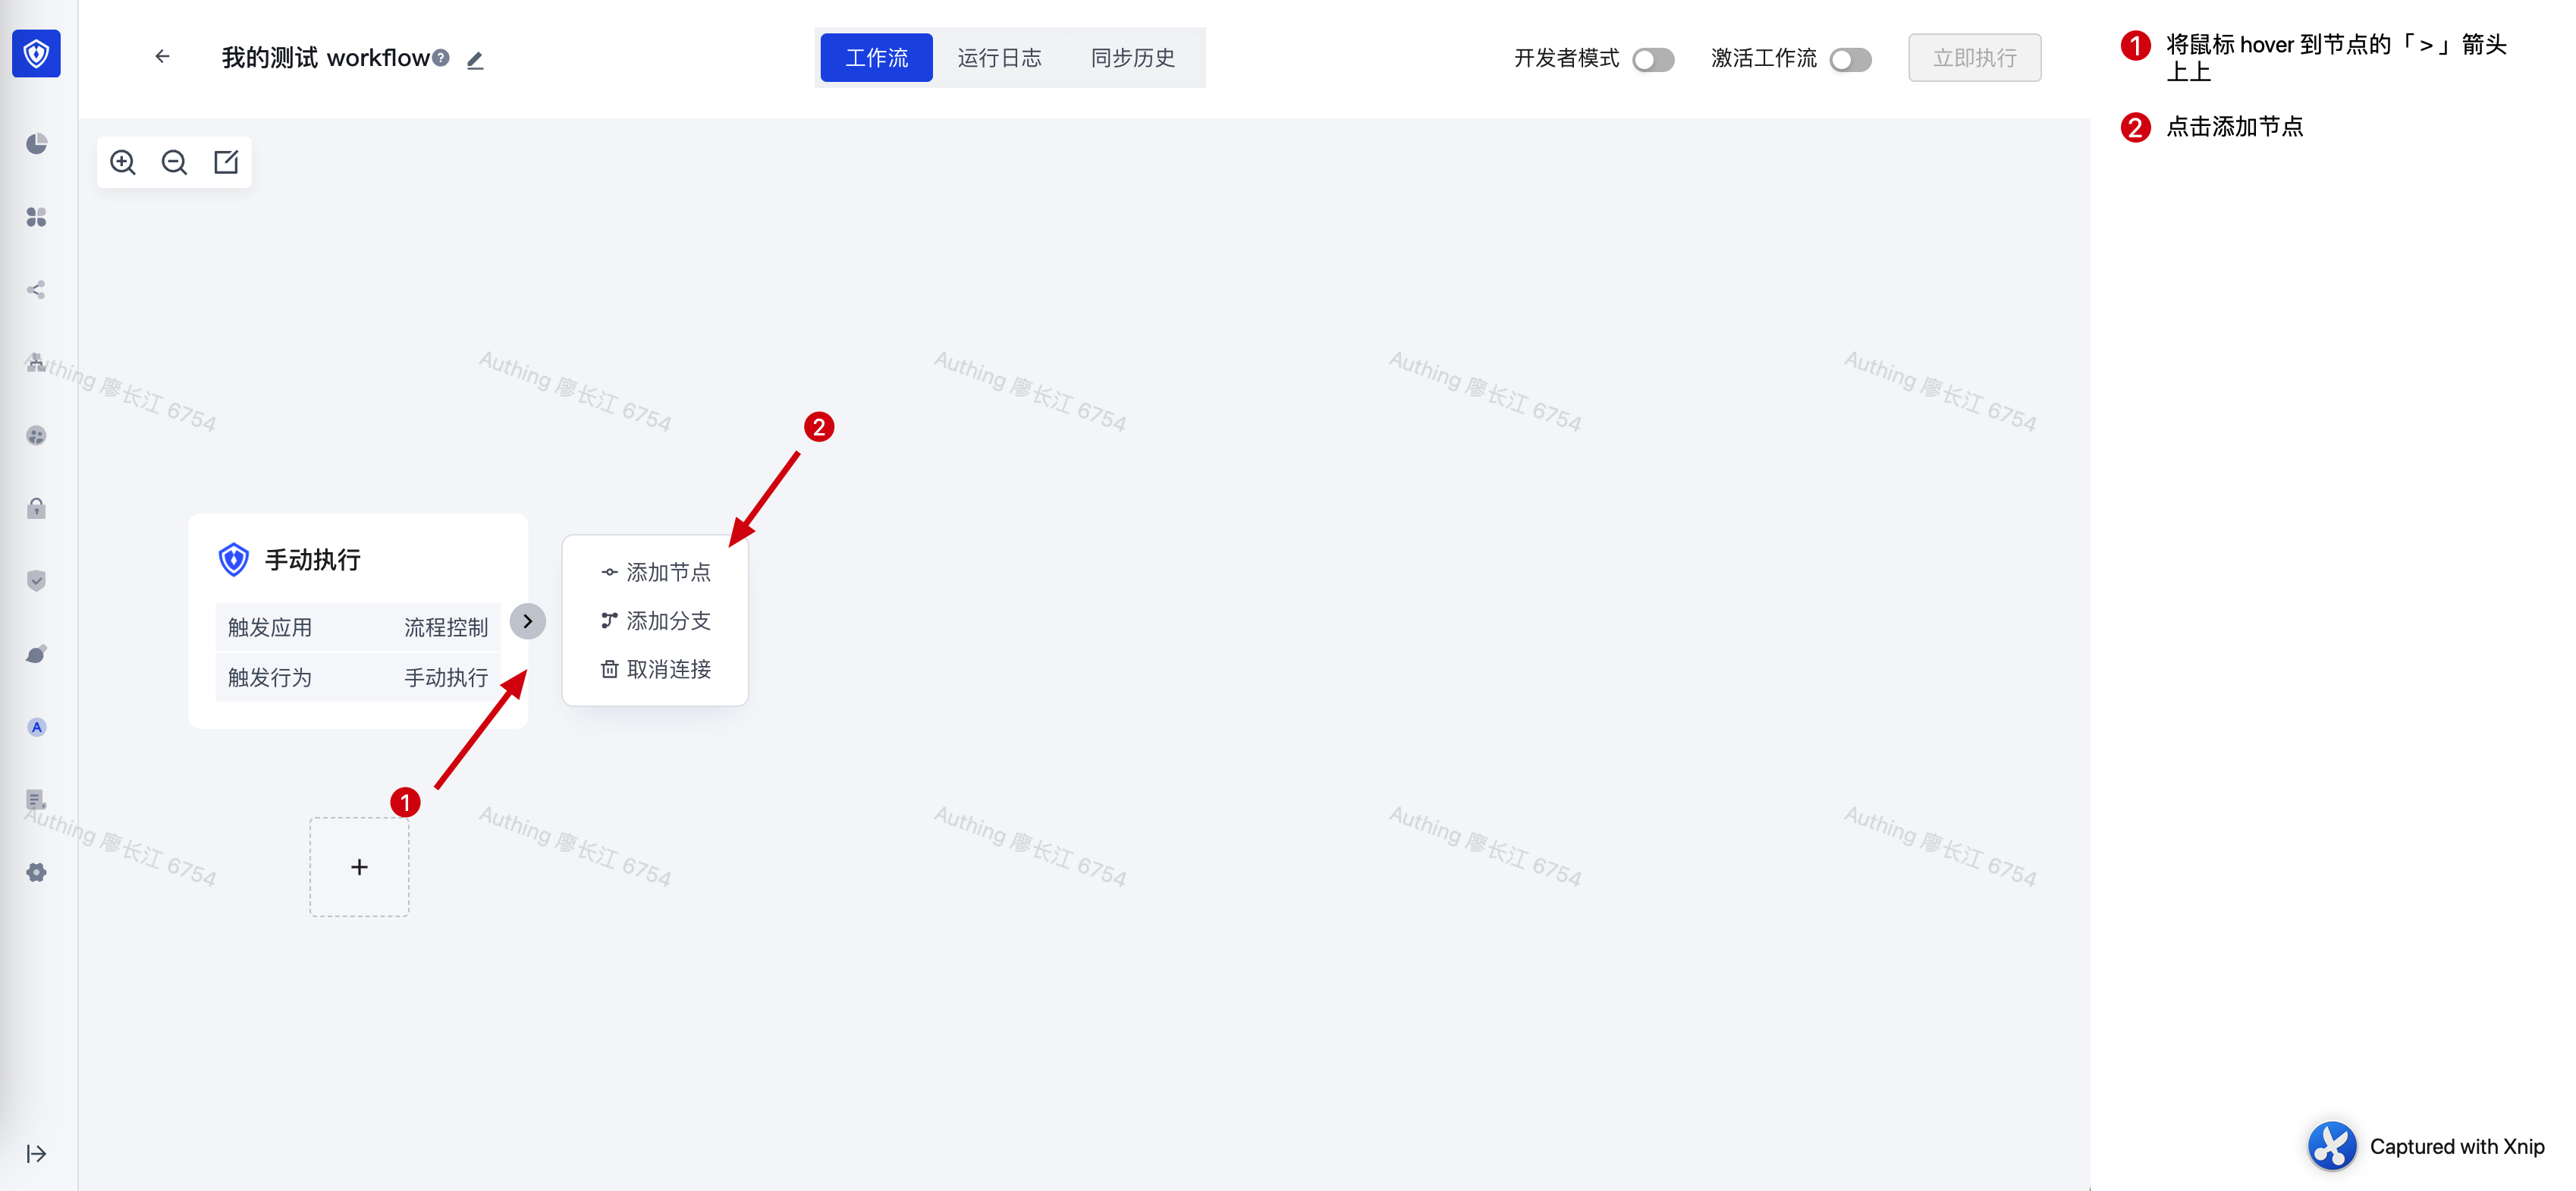 我的测试 workflow
工作流 运行日志 同步历史
开发者模式 激活工作流 立即执行
1 将鼠标 hover 到节点的「 > 」箭头
上上
2 点击添加节点
Authing 廖长江 6754
Authing 廖长江 6754
Authing 廖长江 6754
Authing 廖长江 6754
Authing 廖长江 6754
2
手动执行
触发应用 流程控制
触发行为 手动执行
添加节点
添加分支
取消连接
A
1
+
Authing 廖长江 6754
Authing 廖长江 6754
Authing 廖长江 6754
Authing 廖长江 6754
Authing 廖长江 6754
Captured with Xnip